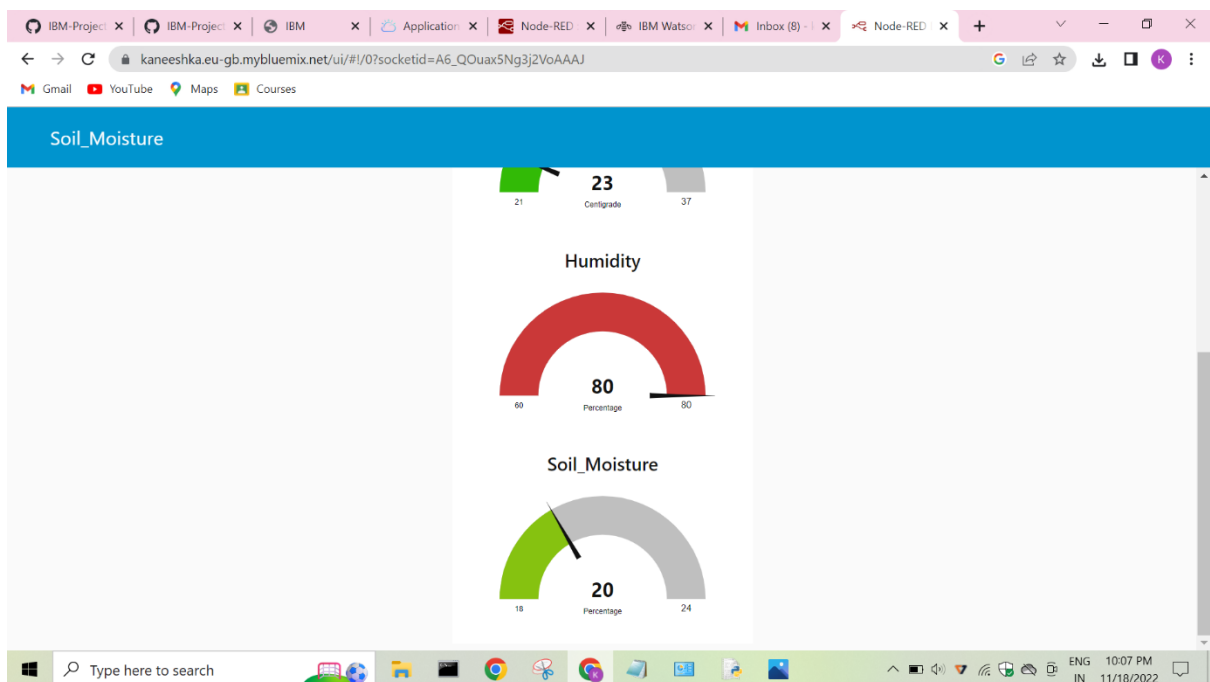 IBM-Project
IBM-Project
IBM
Application
Node-RED
IBM Watso
Inbox (8) -
Node-RED
kaneeshka.eu-gb.mybluemix.net/ui/#!/0?socketid=A6_QOuax5Ng3j2VoAAAJ
G
K
Gmail
YouTube
Maps
Courses
Soil_Moisture
23
21
Centigrade
37
Humidity
80
60
Percentage
80
Soil_Moisture
20
18
Percentage
24
Type here to search
ENG
IN
10:07 PM
11/18/2022